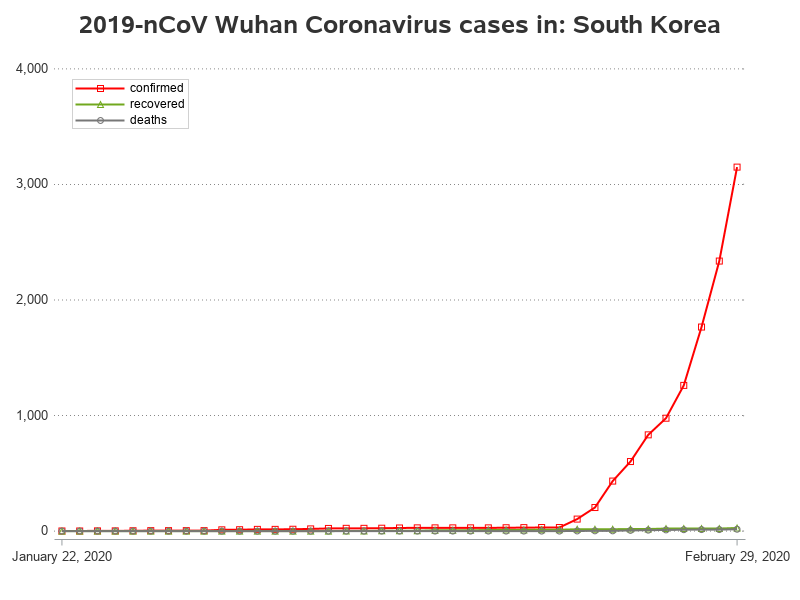 2019-nCoV Wuhan Coronavirus cases in: South Korea
4,000
confirmed
recovered
deaths
3,000
2,000
1,000
0
January 22, 2020 February 29, 2020